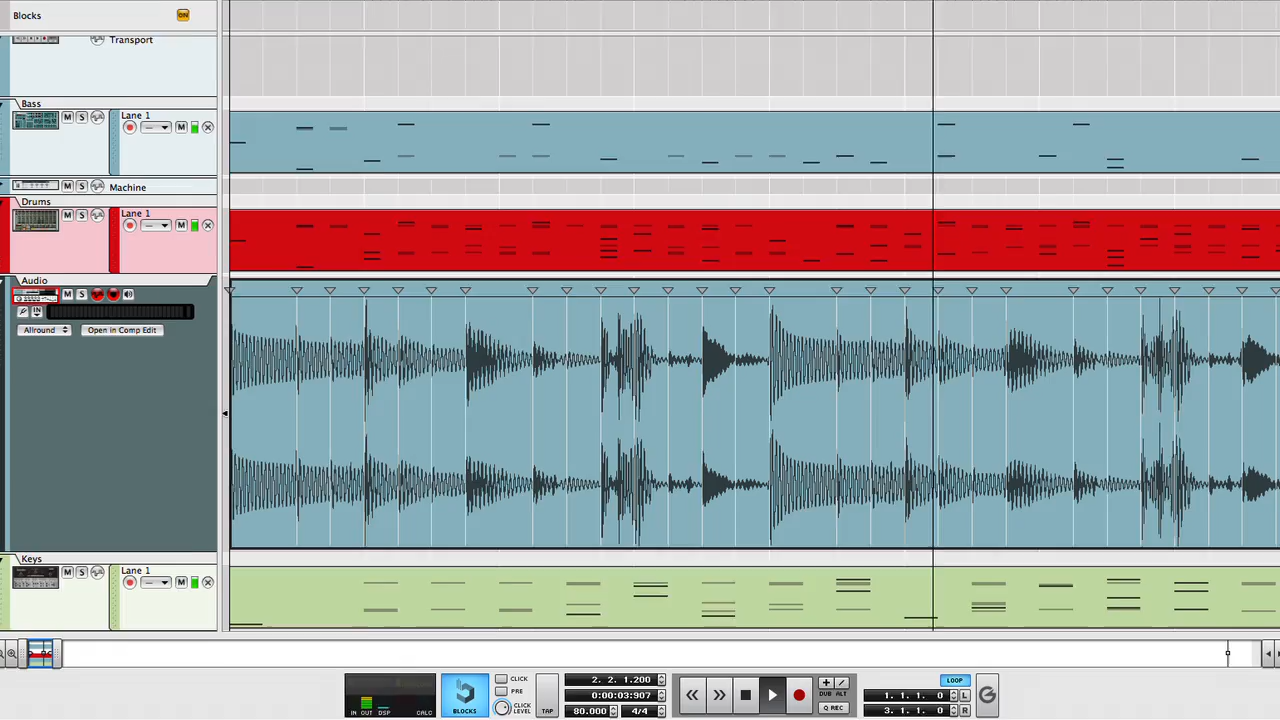 Blocks ON
Transport
Bass
M S Lane 1
M
M S Machine
Drums
M S Lane 1
M
Audio
M S
IN
Allround Open in Comp Edit
Keys
M S Lane 1
M
CLICK 2. 2. 1.200 LOOP
PRE 0:00:03:907 DUB ALT 1. 1. 1. 0 L
IN OUT DSP CALC BLOCKS CLICK LEVEL TAP 80.000 4/4 Q REC 3. 1. 1. 0 R